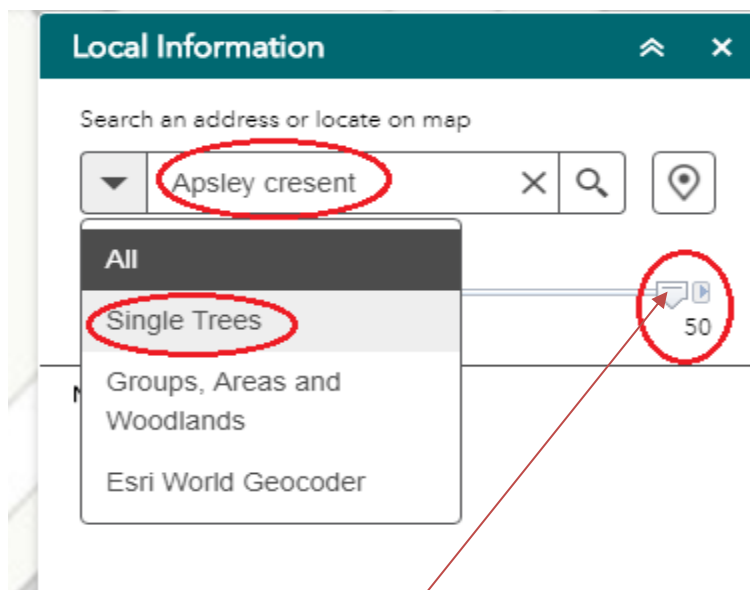 Local Information
Search an address or locate on map
Apsley cresent
All
Single Trees
50
Groups, Areas and
Woodlands
Esri World Geocoder